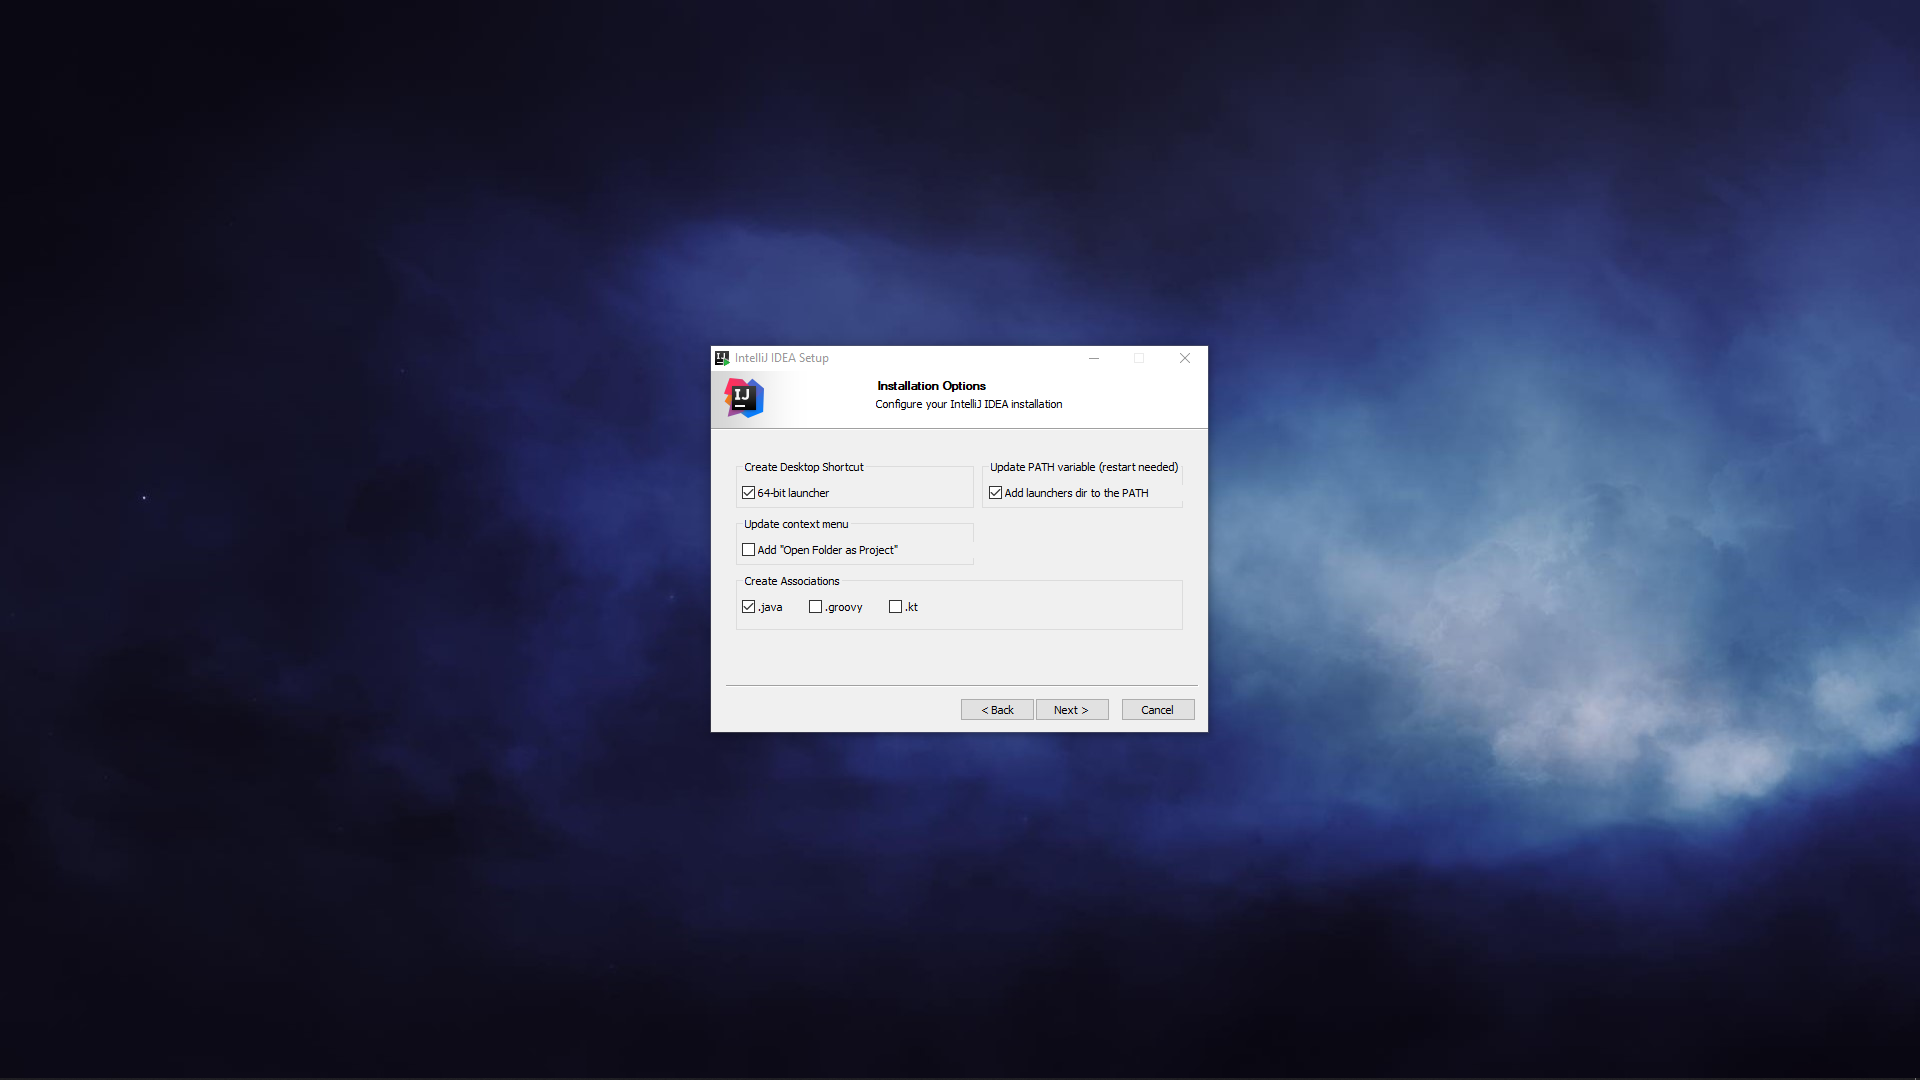 IntelliJ IDEA Setup
IJ
Installation Options
Configure your IntelliJ IDEA installation
Create Desktop Shortcut
64-bit launcher
Update PATH variable (restart needed)
Add launchers dir to the PATH
Update context menu
Add "Open Folder as Project"
Create Associations
.java .groovy .kt
< Back Next > Cancel